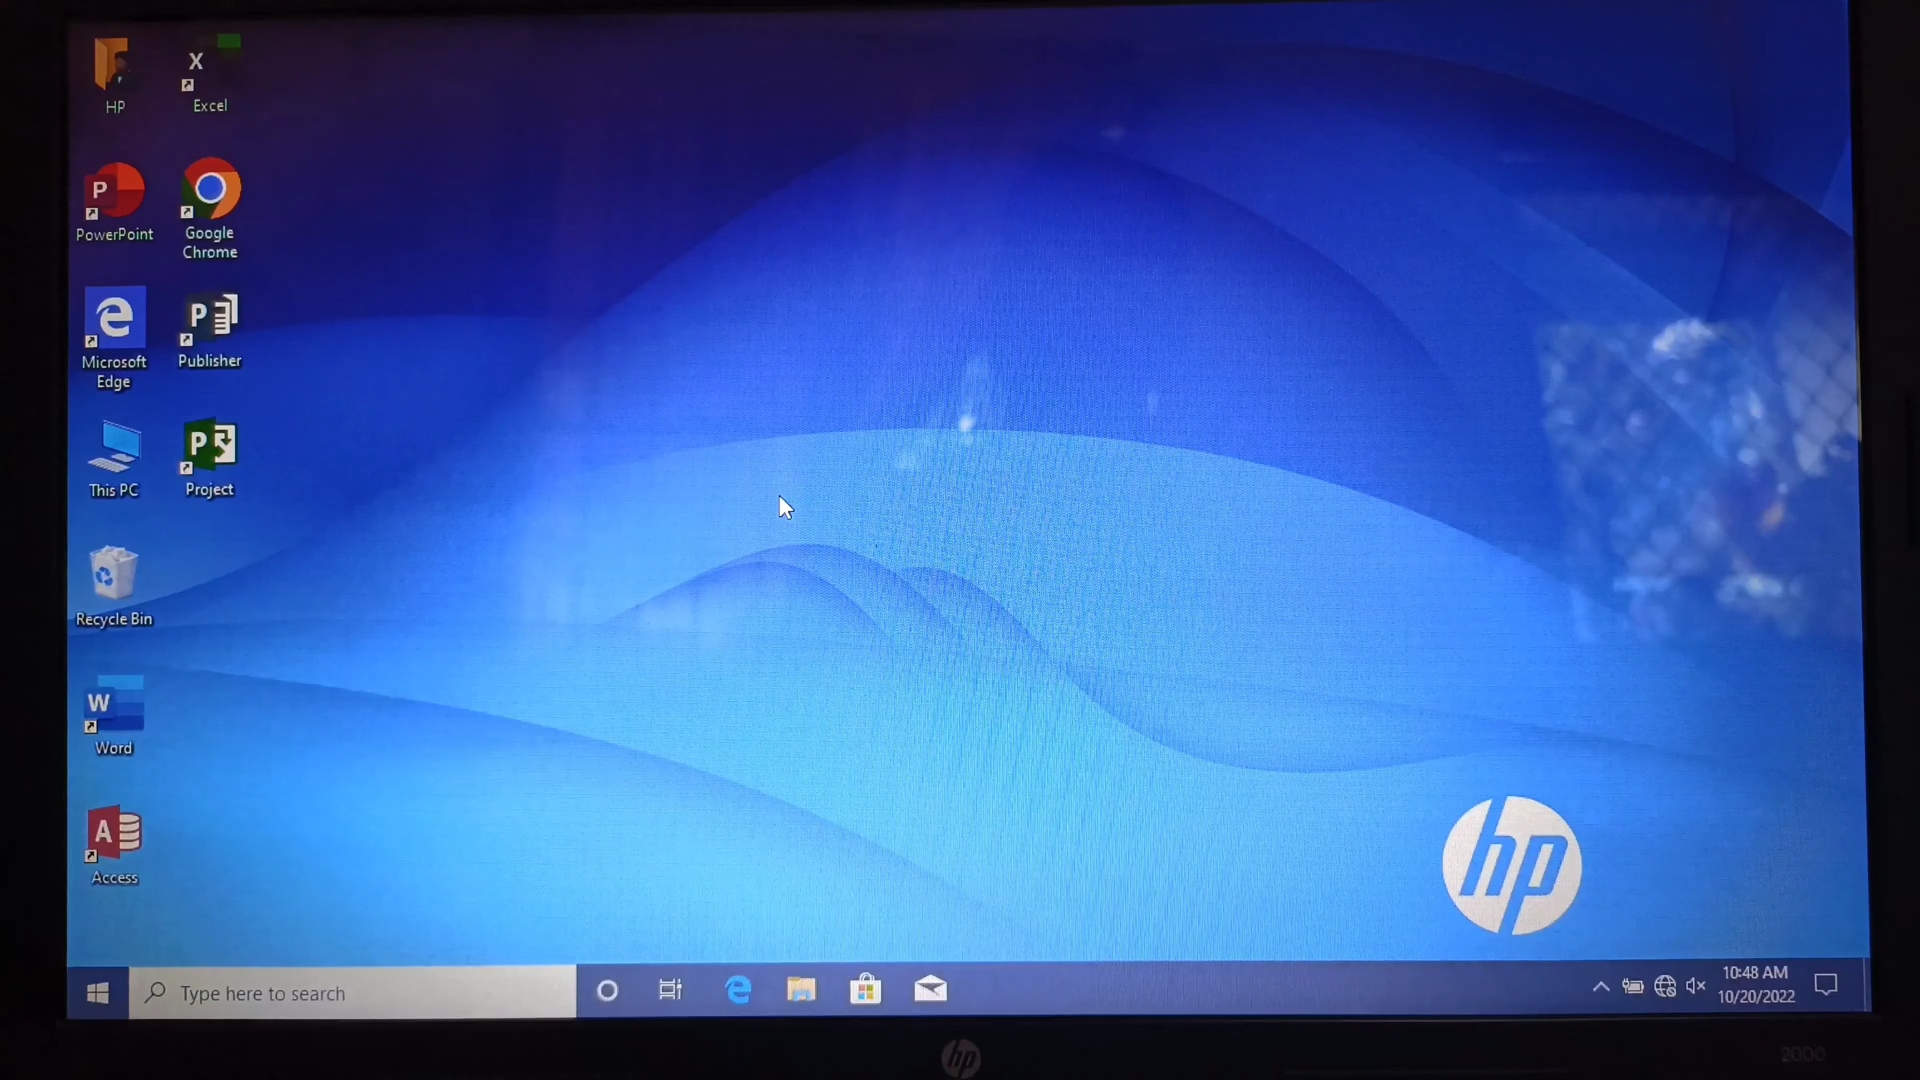 HP
Excel
PowerPoint
Google
Chrome
Microsoft
Edge
Publisher
This PC
Project
Recycle Bin
Word
Access
hp
Type here to search
10:48 AM
10/20/2022
hp
2000